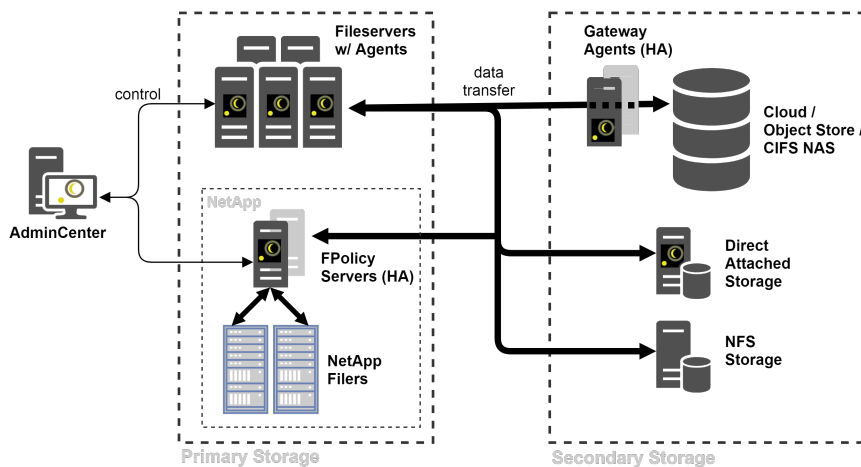 Fileservers
w/ Agents
Gateway
Agents (HA)
data
transfer
control
Cloud /
Object Store /
CIFS NAS
NetApp
AdminCenter
FPolicy
Servers (HA)
Direct
Attached
Storage
NFS
Storage
NetApp
Filers
Primary Storage
Secondary Storage